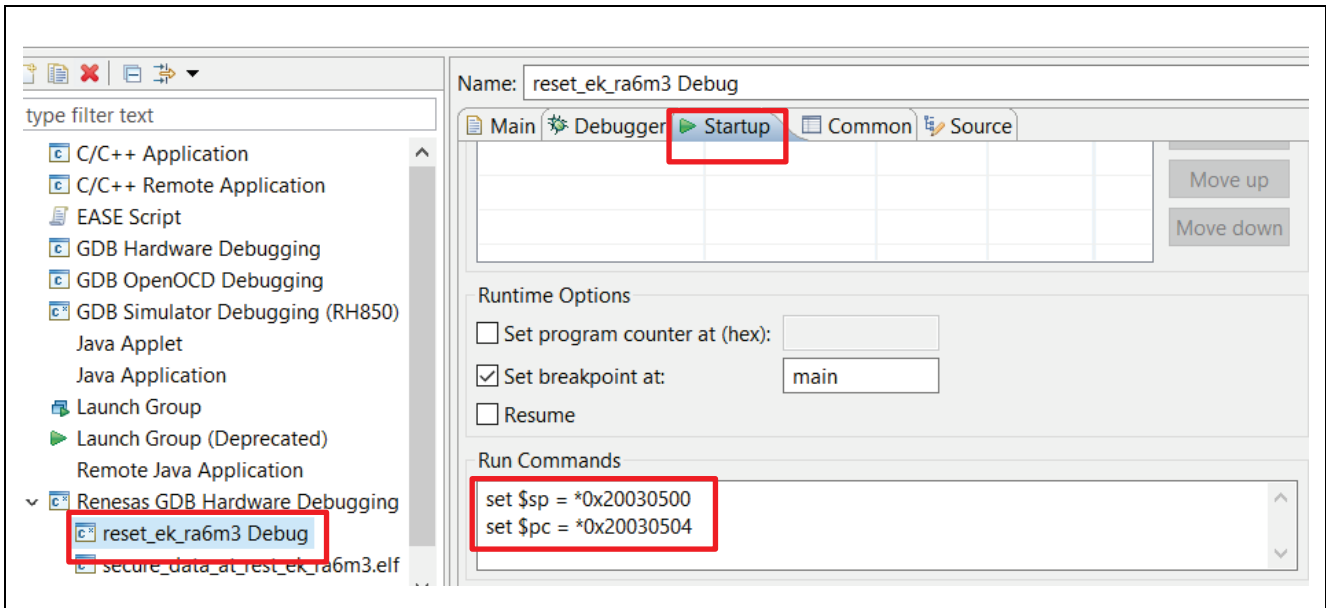 Name: reset_ek_ra6m3 Debug
type filter text
Main Debugger Startup Common Source
C/C++ Application
C/C++ Remote Application
EASE Script
GDB Hardware Debugging
GDB OpenOCD Debugging
GDB Simulator Debugging (RH850)
Java Applet
Java Application
Launch Group
Launch Group (Deprecated)
Remote Java Application
Renesas GDB Hardware Debugging
reset_ek_ra6m3 Debug
secure_data_at_rest_ek_ra6m3.elf
Move up
Move down
Runtime Options
Set program counter at (hex):
Set breakpoint at: main
Resume
Run Commands
set $sp = *0x20030500
set $pc = *0x20030504